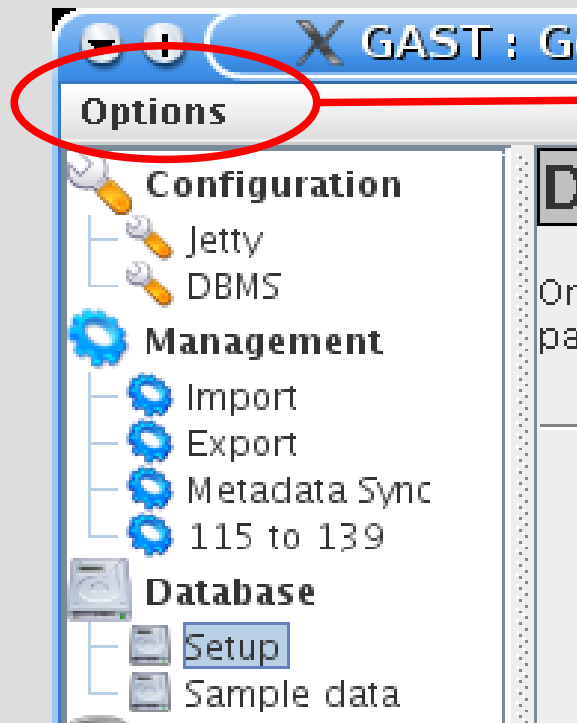 GAST :
Options
Configuration
Jetty
DBMS
Management
Import
Export
Metadata Sync
115 to 139
Database
Setup
Sample data